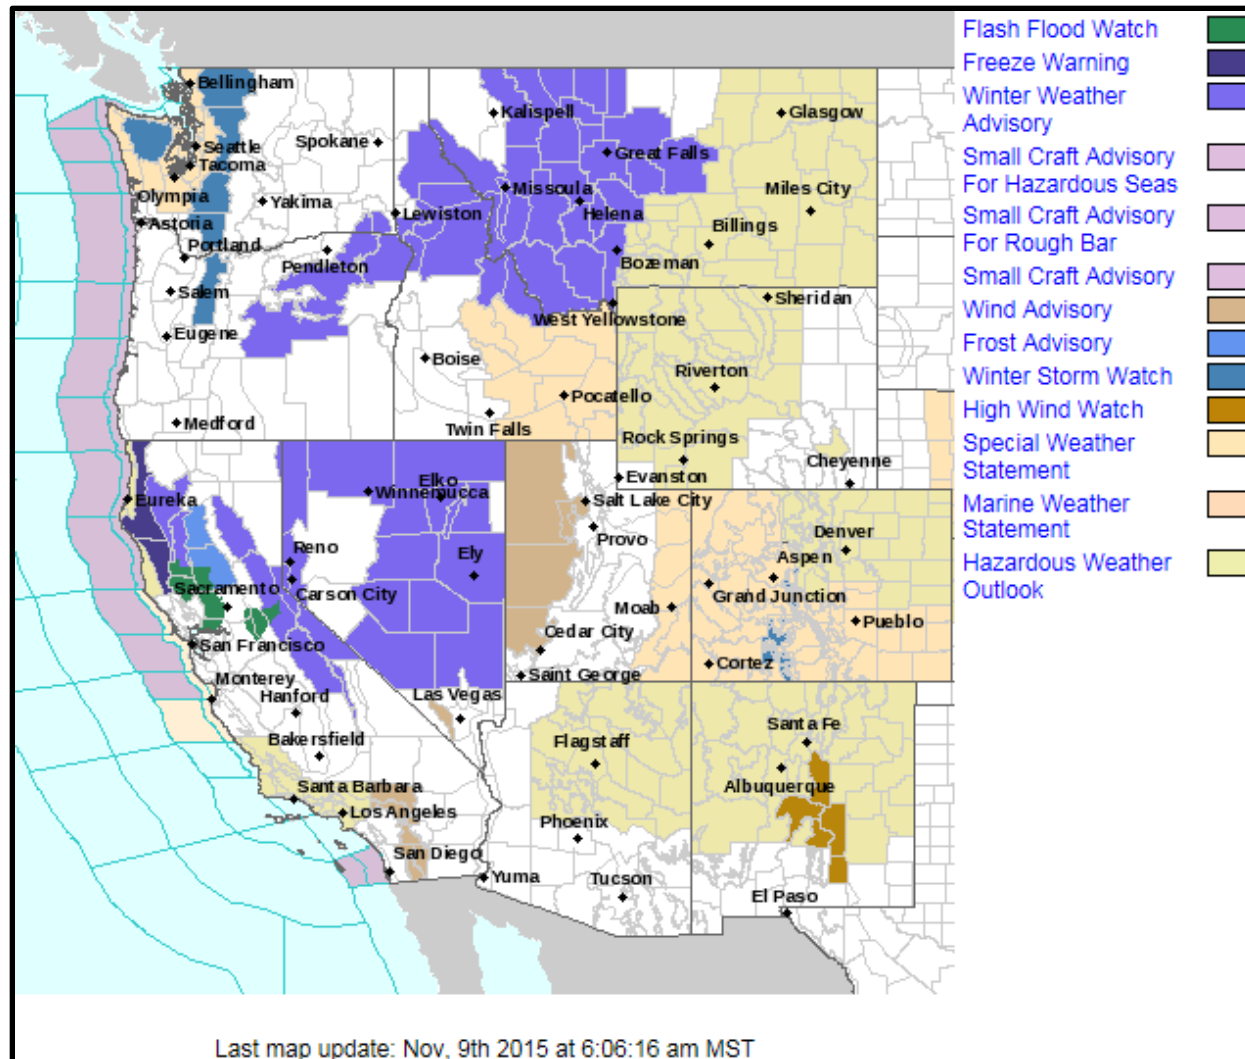 Bellingham
Kalispell
Glasgow
Spokane
Seattle
Great Falls
Tacoma
Missoula
Miles City
Olympia
Yakima
Lewiston
Helena
Astoria
Billings
Portland
Pendleton
Bozeman
Salem
Sheridan
West Yellowstone
Eugene
Boise
Riverton
Pocatello
Medford
Twin Falls
Rock Springs
Cheyenne
Evanston
Elko
Eureka
Winnemucca
Salt Lake City
Denver
Provo
Reno
Ely
Aspen
Sacramento
Carson City
Grand Junction
Moab
Pueblo
Cedar City
San Francisco
Cortez
Saint George
Monterey
Hanford
Las Vegas
Santa Fe
Bakersfield
Flagstaff
Santa Barbara
Albuquerque
Los Angeles
Phoenix
San Diego
Yuma
Tucson
El Paso
Flash Flood Watch
Freeze Warning
Winter Weather
Advisory
Small Craft Advisory
For Hazardous Seas
Small Craft Advisory
For Rough Bar
Small Craft Advisory
Wind Advisory
Frost Advisory
Winter Storm Watch
High Wind Watch
Special Weather
Statement
Marine Weather
Statement
Hazardous Weather
Outlook
Last map update: Nov, 9th 2015 at 6:06:16 am MST